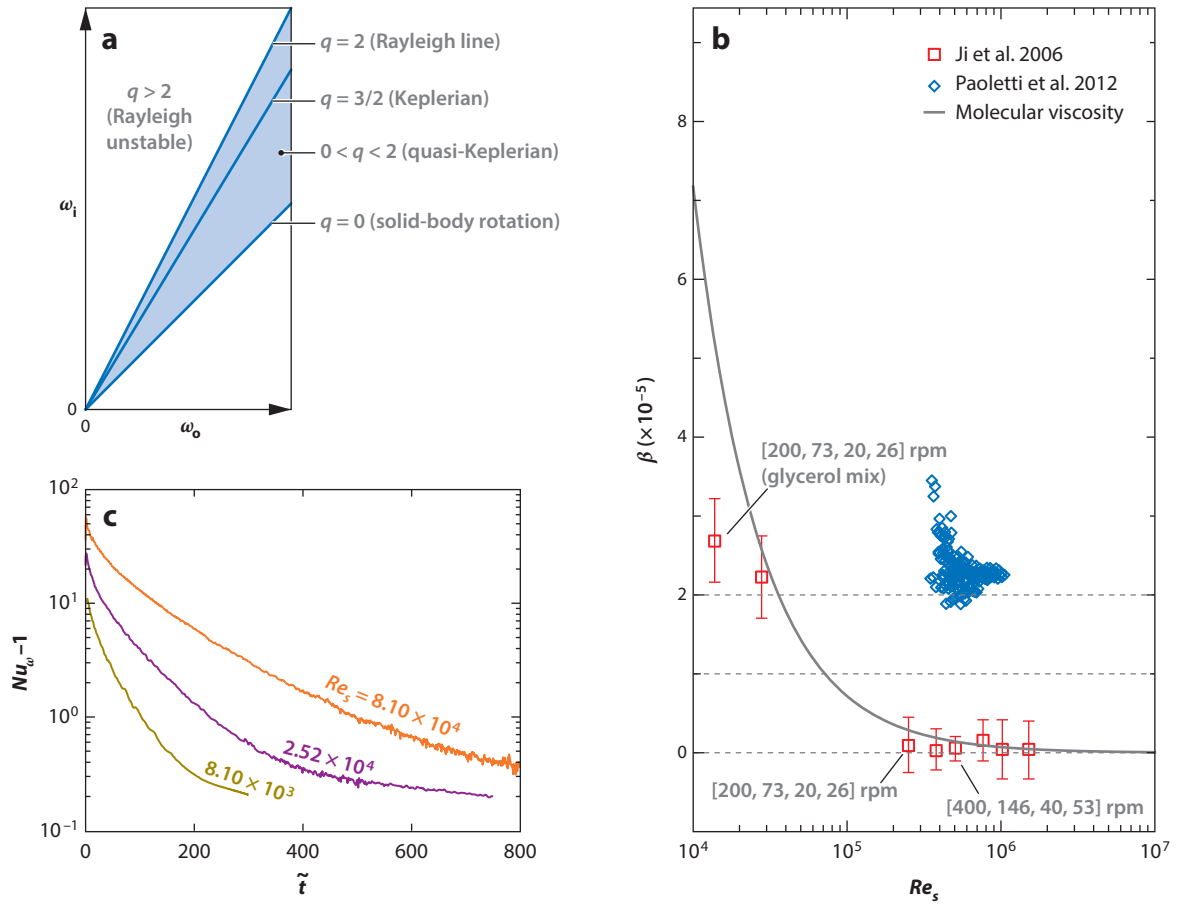 a
q = 2 (Rayleigh line)
q > 2
(Rayleigh
unstable)
q = 3/2 (Keplerian)
0 < q < 2 (quasi-Keplerian)
ωi
q = 0 (solid-body rotation)
0
0
ωo
b
Ji et al. 2006
Paoletti et al. 2012
Molecular viscosity
8
6
4
2
0
β (×10⁻⁵)
[200, 73, 20, 26] rpm
(glycerol mix)
[200, 73, 20, 26] rpm
[400, 146, 40, 53] rpm
10⁴
10⁵
10⁶
10⁷
Reₛ
c
10²
10¹
10⁰
10⁻¹
Nuω−1
Reₛ = 8.10 × 10⁴
2.52 × 10⁴
8.10 × 10³
0
200
400
600
800
t̃